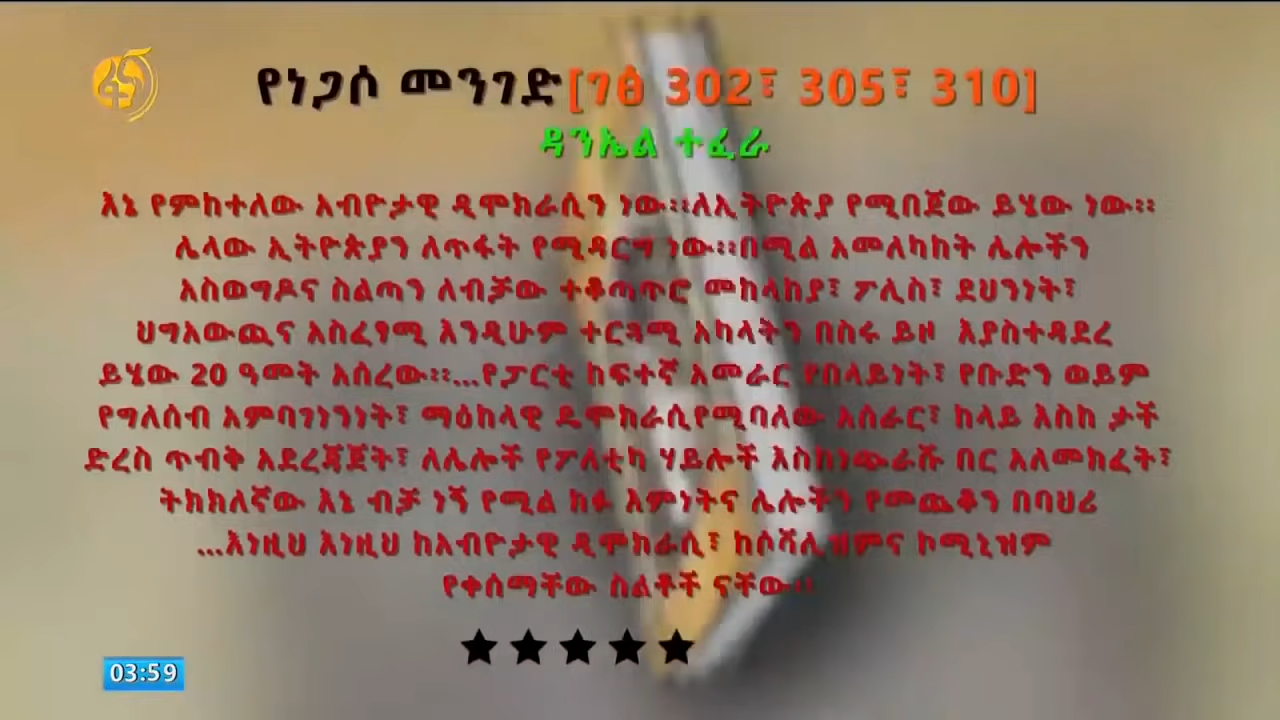 ፋና
የነጋሶ መንገድ[ገፅ 302፣ 305፣ 310]
ዳንኤል ተፈራ
እኔ የምከተለው አብዮታዊ ዲሞክራሲን ነው።ለኢትዮጵያ የሚበጀው ይሄው ነው።
ሌላው ኢትዮጵያን ለጥፋት የሚዳርግ ነው።በሚል አመለካከት ሌሎችን
አስወግዶና ስልጣን ለብቻው ተቆጣጥሮ መከላከያ፣ ፖሊስ፣ ደህንነት፣
ህግአውጪና አስፈፃሚ እንዲሁም ተርጓሚ አካላትን በስሩ ይዞ እያስተዳደረ
ይሄው 20 ዓመት አሰረው።...የፓርቲ ከፍተኛ አመራር የበላይነት፣ የቡድን ወይም
የግለሰብ አምባገነንነት፣ ማዕከላዊ ዴሞክራሲየሚባለው አሰራር፣ ከላይ እስከ ታች
ድረስ ጥብቅ አደረጃጀት፣ ለሌሎች የፖለቲካ ሃይሎች እስከነጭራሹ በር አለመክፈት፣
ትክክለኛው እኔ ብቻ ነኝ የሚል ክፉ እምነትና ሌሎችን የመጨቆን በባህሪ
...እነዚህ እነዚህ ከአብዮታዊ ዲሞክራሲ፣ ከሶሻሊዝምና ኮሚኒዝም
የቀሰማቸው ስልቶች ናቸው።
03:59